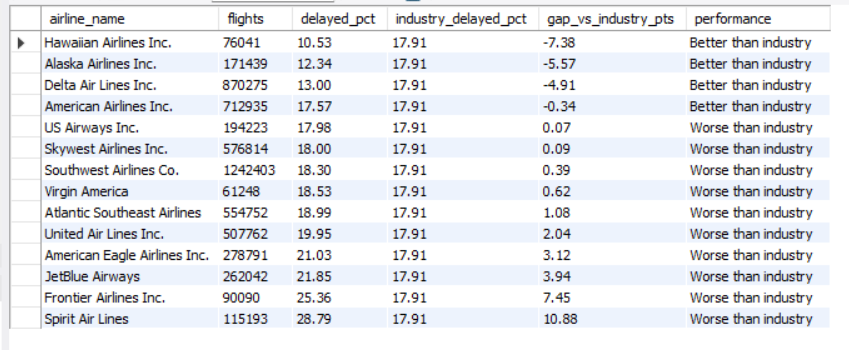 airline_name flights delayed_pct industry_delayed_pct gap_vs_industry_pts performance
Hawaiian Airlines Inc. 76041 10.53 17.91 -7.38 Better than industry
Alaska Airlines Inc. 171439 12.34 17.91 -5.57 Better than industry
Delta Air Lines Inc. 870275 13.00 17.91 -4.91 Better than industry
American Airlines Inc. 712935 17.57 17.91 -0.34 Better than industry
US Airways Inc. 194223 17.98 17.91 0.07 Worse than industry
Skywest Airlines Inc. 576814 18.00 17.91 0.09 Worse than industry
Southwest Airlines Co. 1242403 18.30 17.91 0.39 Worse than industry
Virgin America 61248 18.53 17.91 0.62 Worse than industry
Atlantic Southeast Airlines 554752 18.99 17.91 1.08 Worse than industry
United Air Lines Inc. 507762 19.95 17.91 2.04 Worse than industry
American Eagle Airlines Inc. 278791 21.03 17.91 3.12 Worse than industry
JetBlue Airways 262042 21.85 17.91 3.94 Worse than industry
Frontier Airlines Inc. 90090 25.36 17.91 7.45 Worse than industry
Spirit Air Lines 115193 28.79 17.91 10.88 Worse than industry